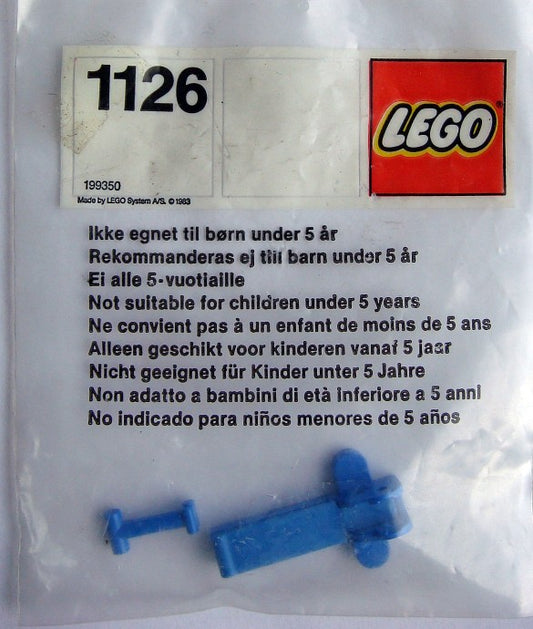 1126
LEGO®
199350
Made by LEGO System A/S. © 1983
Ikke egnet til børn under 5 år
Rekommanderas ej till barn under 5 år
Ei alle 5-vuotiaille
Not suitable for children under 5 years
Ne convient pas à un enfant de moins de 5 ans
Alleen geschikt voor kinderen vanaf 5 jaar
Nicht geeignet für Kinder unter 5 Jahre
Non adatto a bambini di età inferiore a 5 anni
No indicado para niños menores de 5 años